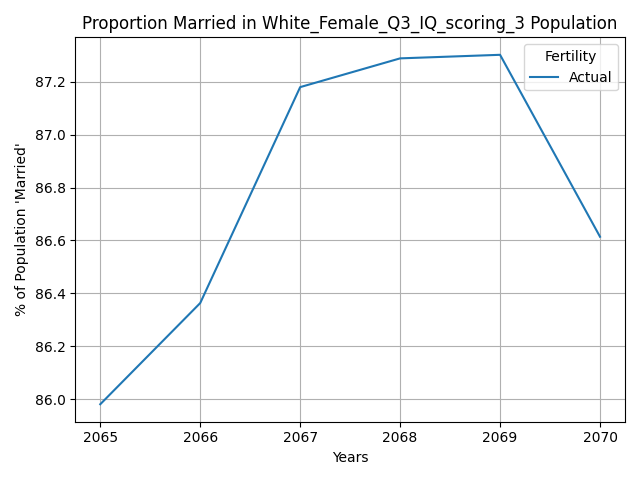 Proportion Married in White_Female_Q3_IQ_scoring_3 Population
Fertility
Actual
% of Population 'Married'
87.2
87.0
86.8
86.6
86.4
86.2
86.0
2065 2066 2067 2068 2069 2070
Years